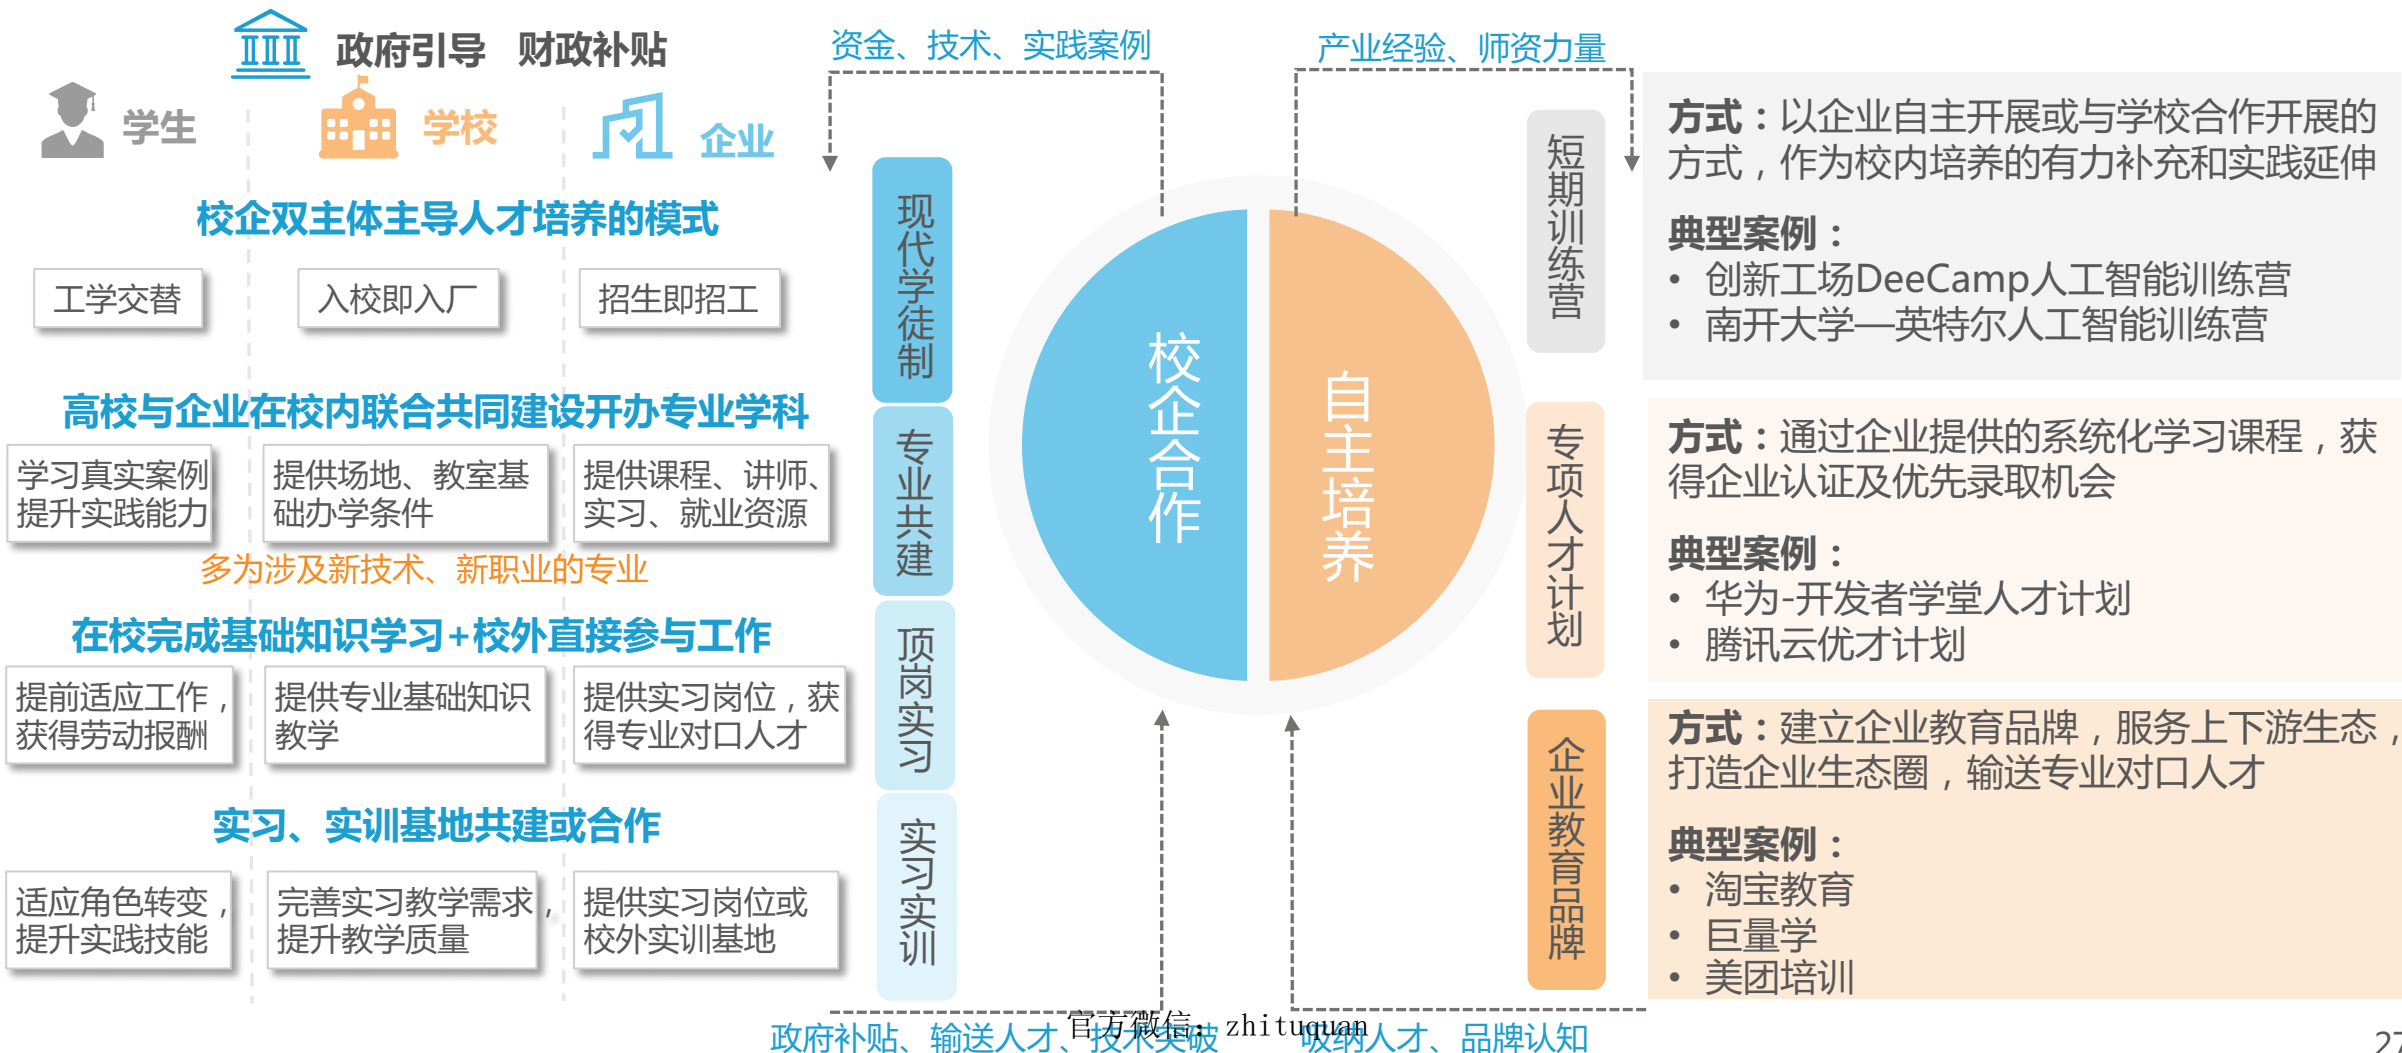 政府引导 财政补贴
学生
学校
企业
校企双主体主导人才培养的模式
工学交替
入校即入厂
招生即招工
高校与企业在校内联合共同建设开办专业学科
学习真实案例
提升实践能力
提供场地、教室基
础办学条件
提供课程、讲师、
实习、就业资源
多为涉及新技术、新职业的专业
在校完成基础知识学习+校外直接参与工作
提前适应工作，
获得劳动报酬
提供专业基础知识
教学
提供实习岗位，获
得专业对口人才
实习、实训基地共建或合作
适应角色转变，
提升实践技能
完善实习教学需求，
提升教学质量
提供实习岗位或
校外实训基地
资金、技术、实践案例
现代学徒制
专业共建
顶岗实习
实习实训
校企合作
自主培养
产业经验、师资力量
短期训练营
方式：以企业自主开展或与学校合作开展的
方式，作为校内培养的有力补充和实践延伸
典型案例：
• 创新工场DeeCamp人工智能训练营
• 南开大学—英特尔人工智能训练营
专项人才计划
方式：通过企业提供的系统化学习课程，获
得企业认证及优先录取机会
典型案例：
• 华为-开发者学堂人才计划
• 腾讯云优才计划
企业教育品牌
方式：建立企业教育品牌，服务上下游生态，
打造企业生态圈，输送专业对口人才
典型案例：
• 淘宝教育
• 巨量学
• 美团培训
政府补贴、输送人才、技术突破
吸纳人才、品牌认知
官方微信：zhituquan
27